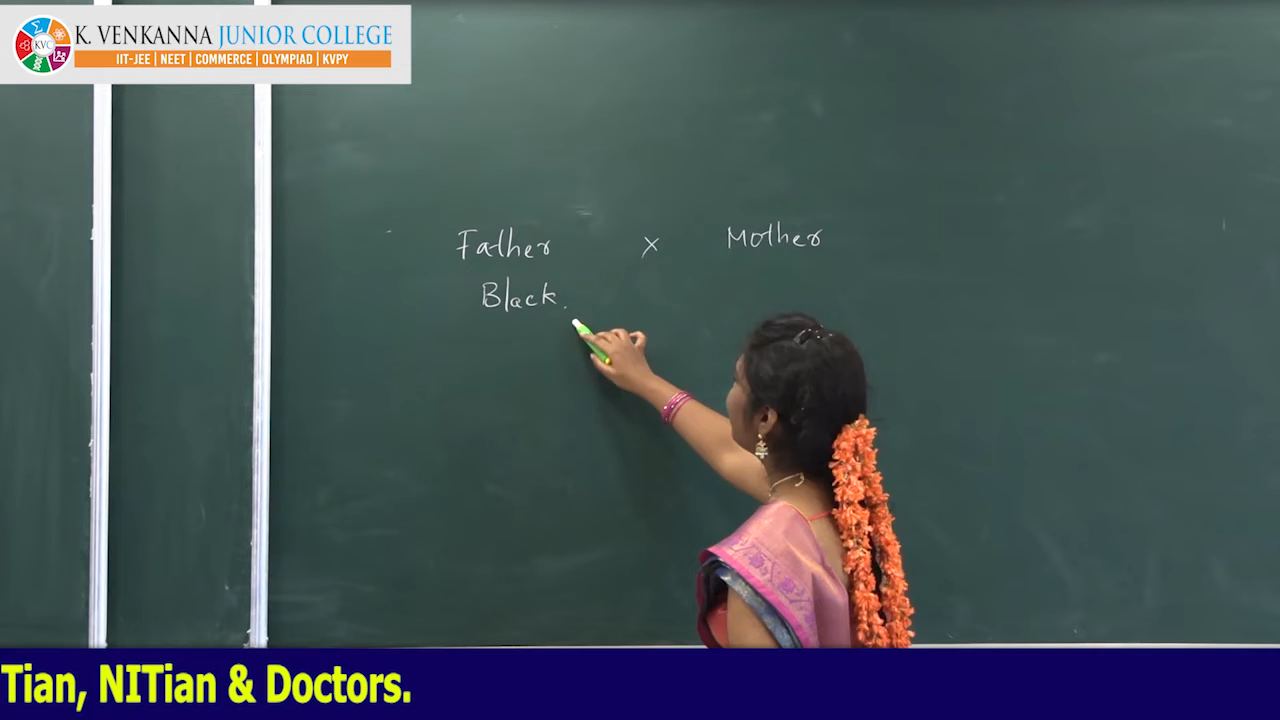 K. VENKANNA JUNIOR COLLEGE
KVC
IIT-JEE | NEET | COMMERCE | OLYMPIAD | KVPY
Father x Mother
Black.
Tian, NITian & Doctors.